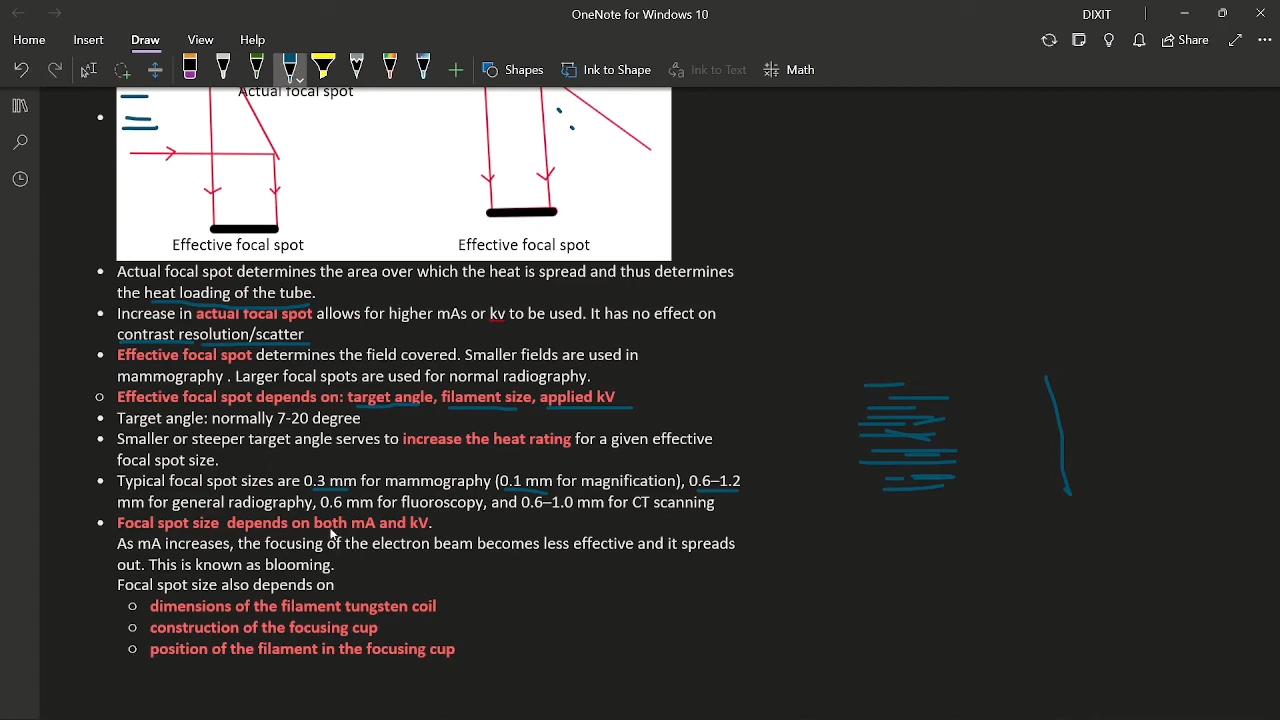 OneNote for Windows 10
DIXIT
Home Insert Draw View Help
Shapes Ink to Shape Ink to Text Math Share
Actual focal spot
Effective focal spot Effective focal spot
• Actual focal spot determines the area over which the heat is spread and thus determines
the heat loading of the tube.
• Increase in actual focal spot allows for higher mAs or kv to be used. It has no effect on
contrast resolution/scatter
• Effective focal spot determines the field covered. Smaller fields are used in
mammography . Larger focal spots are used for normal radiography.
○ Effective focal spot depends on: target angle, filament size, applied kV
• Target angle: normally 7-20 degree
• Smaller or steeper target angle serves to increase the heat rating for a given effective
focal spot size.
• Typical focal spot sizes are 0.3 mm for mammography (0.1 mm for magnification), 0.6–1.2
mm for general radiography, 0.6 mm for fluoroscopy, and 0.6–1.0 mm for CT scanning
• Focal spot size depends on both mA and kV.
As mA increases, the focusing of the electron beam becomes less effective and it spreads
out. This is known as blooming.
Focal spot size also depends on
○ dimensions of the filament tungsten coil
○ construction of the focusing cup
○ position of the filament in the focusing cup